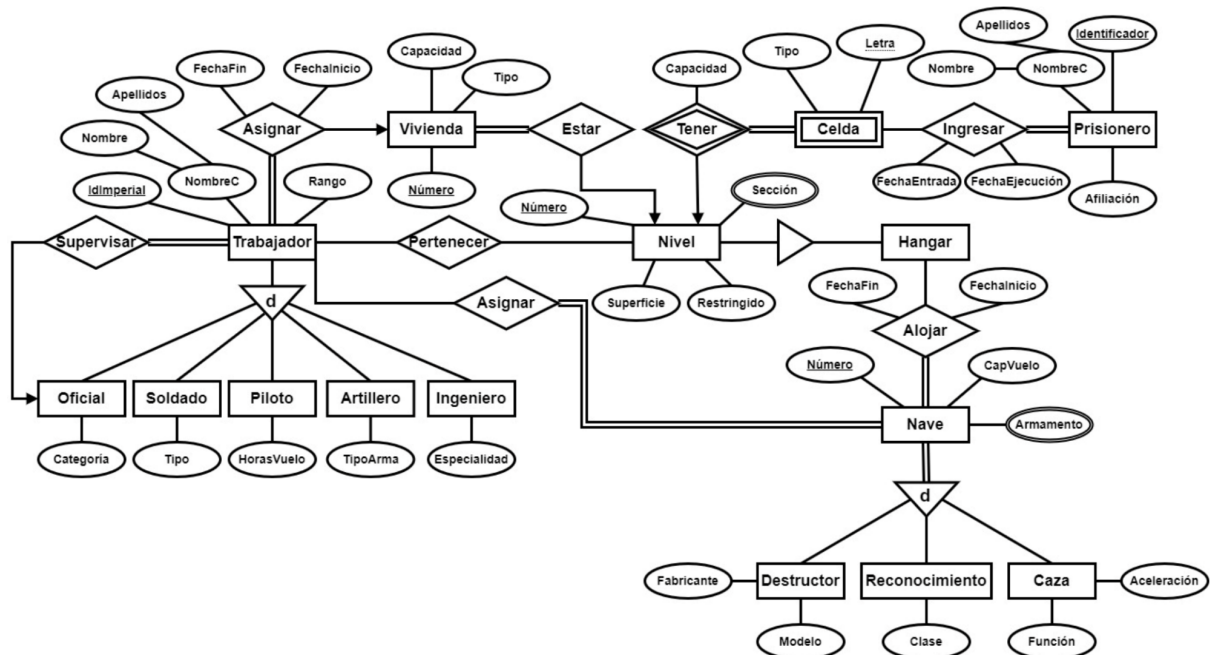 Apellidos
Identificador
Capacidad
Tipo
Letra
FechaFin
FechaInicio
Capacidad
Nombre
NombreC
Tipo
Apellidos
Asignar
Vivienda
Estar
Tener
Celda
Ingresar
Prisionero
Nombre
NombreC
Rango
IdImperial
Número
Sección
FechaEntrada
FechaEjecución
Afiliación
Número
Supervisar
Trabajador
Pertenecer
Nivel
Hangar
FechaFin
FechaInicio
d
Asignar
Superficie
Restringido
Alojar
Número
CapVuelo
Oficial
Soldado
Piloto
Artillero
Ingeniero
Nave
Armamento
Categoría
Tipo
HorasVuelo
TipoArma
Especialidad
d
Fabricante
Destructor
Reconocimiento
Caza
Aceleración
Modelo
Clase
Función